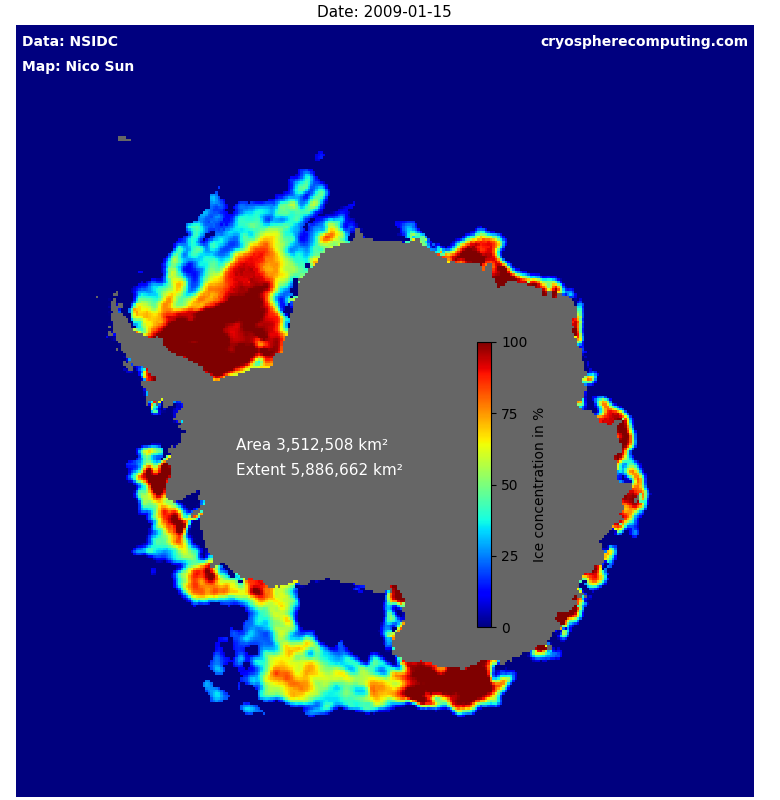 Date: 2009-01-15
Data: NSIDC
cryospherecomputing.com
Map: Nico Sun
100
75
50
25
0
Ice concentration in %
Area 3,512,508 km²
Extent 5,886,662 km²